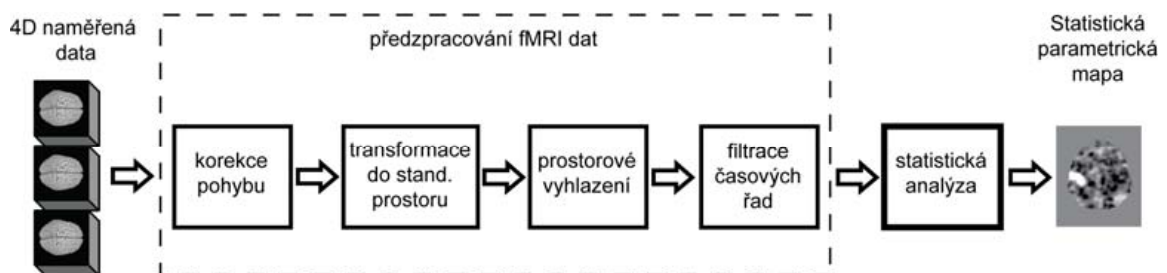 4D naměřená
data
předzpracování fMRI dat
korekce
pohybu
transformace
do stand.
prostoru
prostorové
vyhlazení
filtrace
časových
řad
statistická
analýza
Statistická
parametrická
mapa